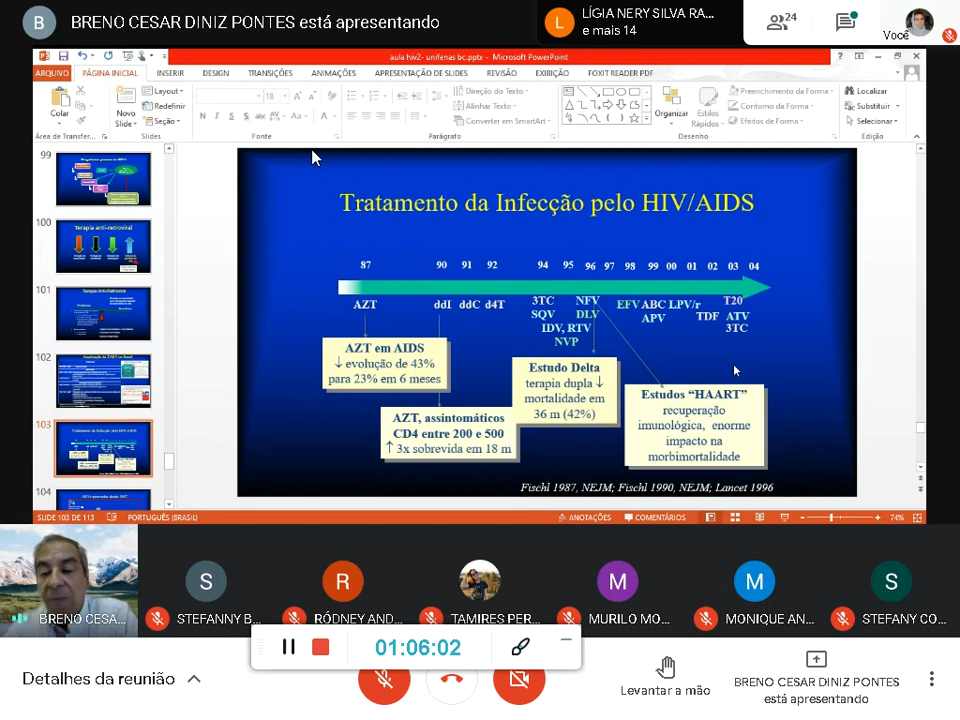 B BRENO CESAR DINIZ PONTES está apresentando
L LÍGIA NERY SILVA RA...
e mais 14
24
Você
aula hiv2- unifenas bc.pptx - Microsoft PowerPoint
ARQUIVO PÁGINA INICIAL INSERIR DESIGN TRANSIÇÕES ANIMAÇÕES APRESENTAÇÃO DE SLIDES REVISÃO EXIBIÇÃO FOXIT READER PDF
Colar
Novo
Slide
Layout
Redefinir
Seção
18
Direção do Texto
Alinhar Texto
Converter em SmartArt
Organizar
Estilos
Rápidos
Preenchimento da Forma
Contorno da Forma
Efeitos de Forma
Localizar
Substituir
Selecionar
Área de Transfer... Slides Fonte Parágrafo Desenho Edição
99
100
Terapia anti-retroviral
101
102
103
104
Tratamento da Infecção pelo HIV/AIDS
87 90 91 92 94 95 96 97 98 99 00 01 02 03 04
AZT ddI ddC d4T 3TC NFV EFV ABC LPV/r T20
SQV DLV APV TDF ATV
IDV, RTV 3TC
NVP
AZT em AIDS
↓ evolução de 43%
para 23% em 6 meses
Estudo Delta
terapia dupla ↓
mortalidade em
36 m (42%)
Estudos “HAART”
recuperação
imunológica, enorme
impacto na
morbimortalidade
AZT, assintomáticos
CD4 entre 200 e 500
↑ 3x sobrevida em 18 m
Fischl 1987, NEJM; Fischl 1990, NEJM; Lancet 1996
SLIDE 103 DE 113 PORTUGUÊS (BRASIL) ANOTAÇÕES COMENTÁRIOS 74%
S R M M S
BRENO CESA... STEFANNY B... RÓDNEY AND... TAMIRES PER... MURILO MO... MONIQUE AN... STEFANY CO...
01:06:02
Detalhes da reunião
Levantar a mão
BRENO CESAR DINIZ PONTES
está apresentando